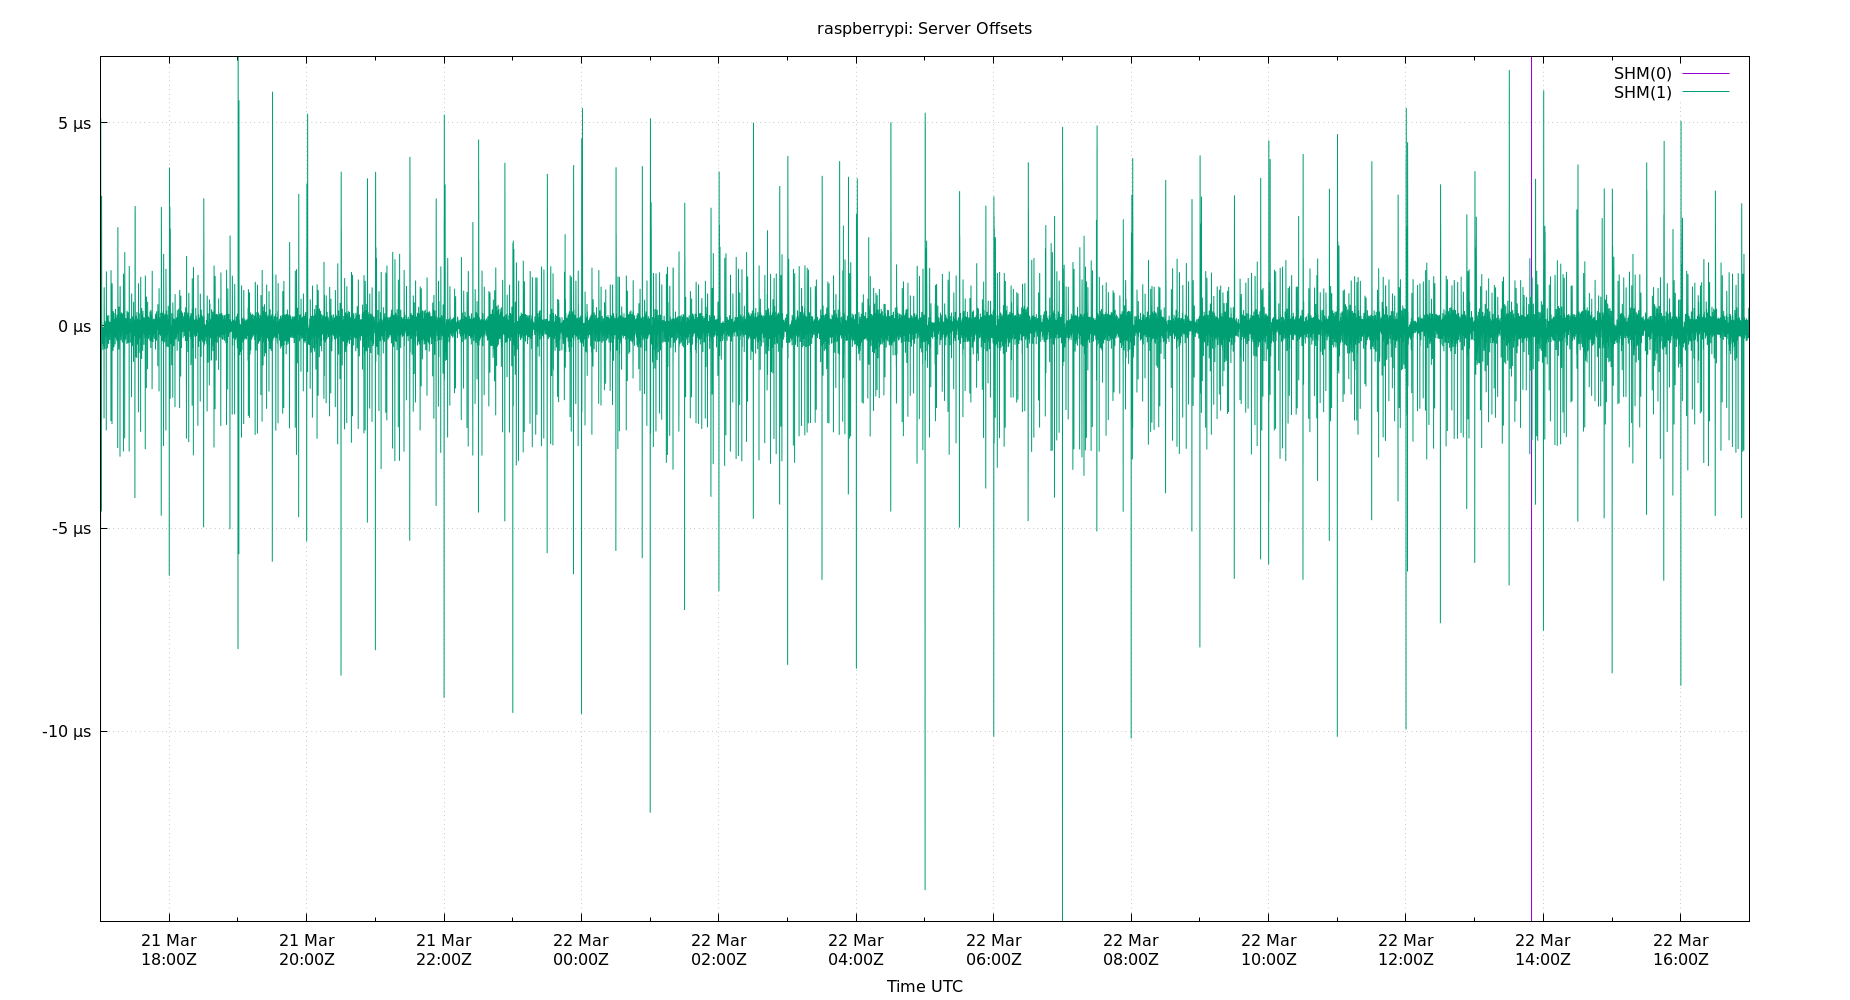 raspberrypi: Server Offsets
SHM(0)
SHM(1)
5 µs
0 µs
-5 µs
-10 µs
21 Mar 21 Mar 21 Mar 22 Mar 22 Mar 22 Mar 22 Mar 22 Mar 22 Mar 22 Mar 22 Mar 22 Mar
18:00Z 20:00Z 22:00Z 00:00Z 02:00Z 04:00Z 06:00Z 08:00Z 10:00Z 12:00Z 14:00Z 16:00Z
Time UTC